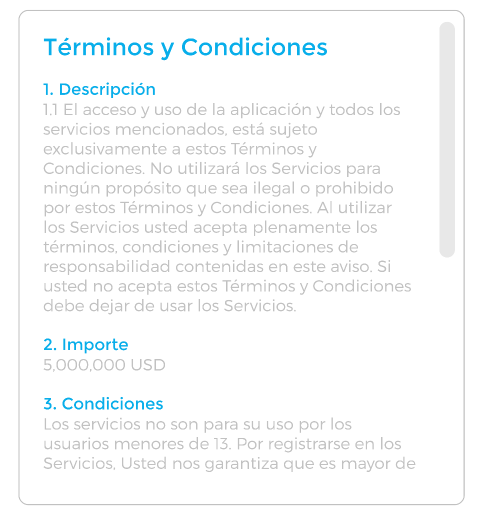 Términos y Condiciones
1. Descripción
1.1 El acceso y uso de la aplicación y todos los
servicios mencionados, está sujeto
exclusivamente a estos Términos y
Condiciones. No utilizará los Servicios para
ningún propósito que sea ilegal o prohibido
por estos Términos y Condiciones. Al utilizar
los Servicios usted acepta plenamente los
términos, condiciones y limitaciones de
responsabilidad contenidas en este aviso. Si
usted no acepta estos Términos y Condiciones
debe dejar de usar los Servicios.
2. Importe
5,000,000 USD
3. Condiciones
Los servicios no son para su uso por los
usuarios menores de 13. Por registrarse en los
Servicios, Usted nos garantiza que es mayor de